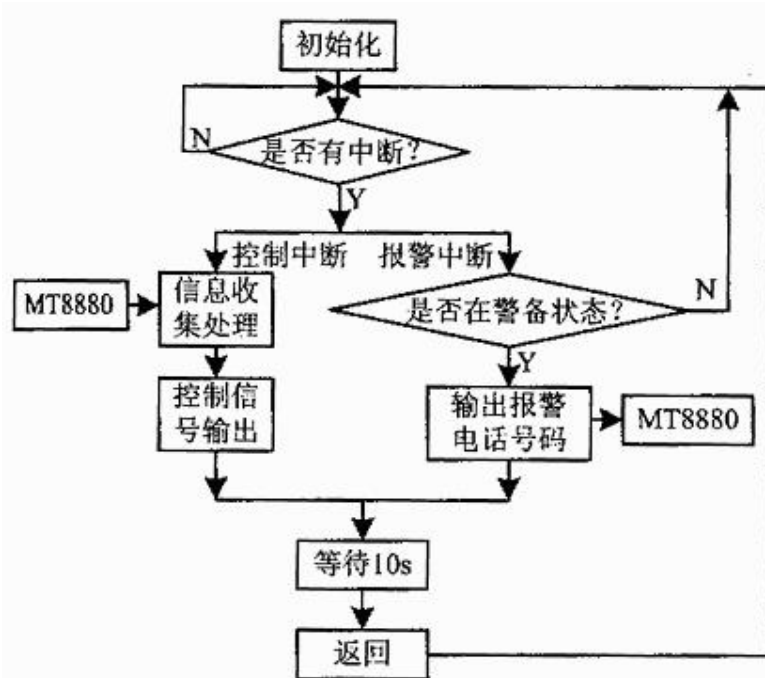 初始化
N
是否有中断?
Y
控制中断
报警中断
MT8880
信息收
集处理
是否在警备状态?
N
Y
控制信
号输出
输出报警
电话号码
MT8880
等待10s
返回